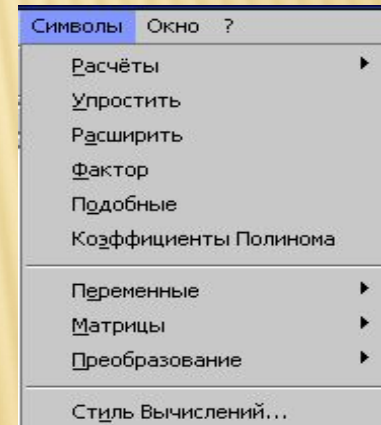 Символы Окно ?
Расчёты
Упростить
Расширить
Фактор
Подобные
Коэффициенты Полинома
Переменные
Матрицы
Преобразование
Стиль Вычислений...